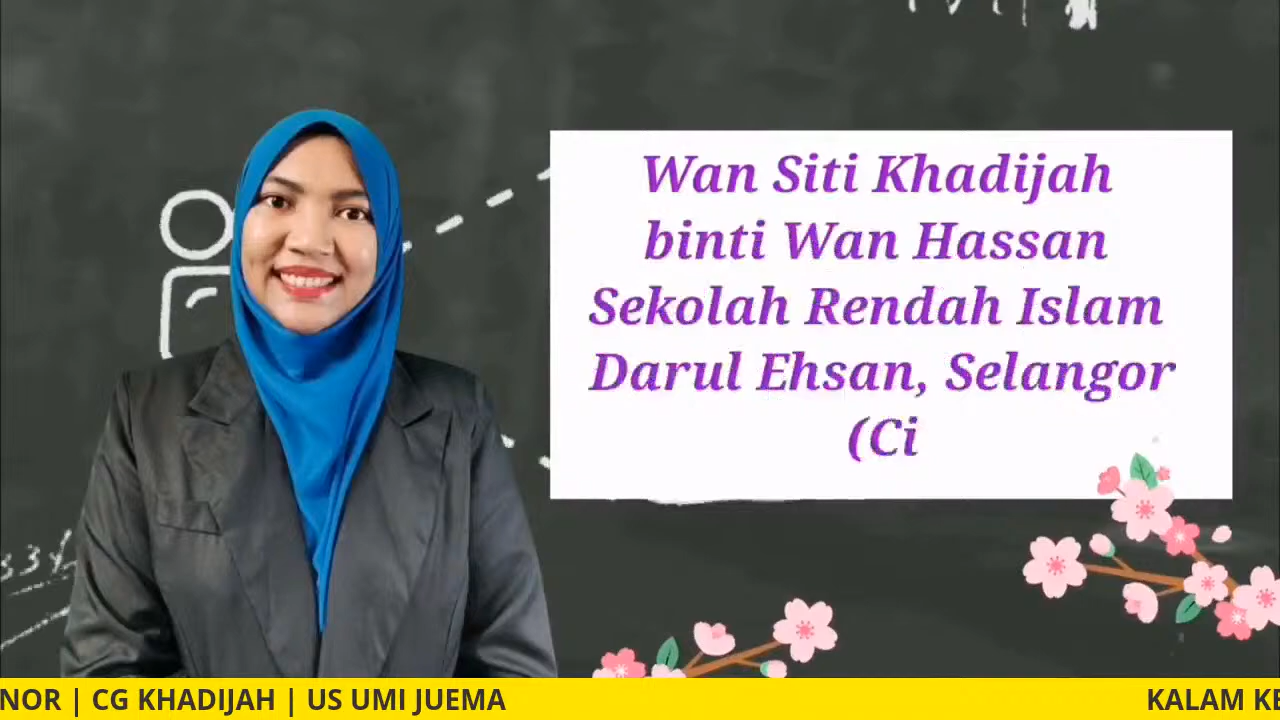 Wan Siti Khadijah
binti Wan Hassan
Sekolah Rendah Islam
Darul Ehsan, Selangor
(Ci
NOR | CG KHADIJAH | US UMI JUEMA
KALAM KE